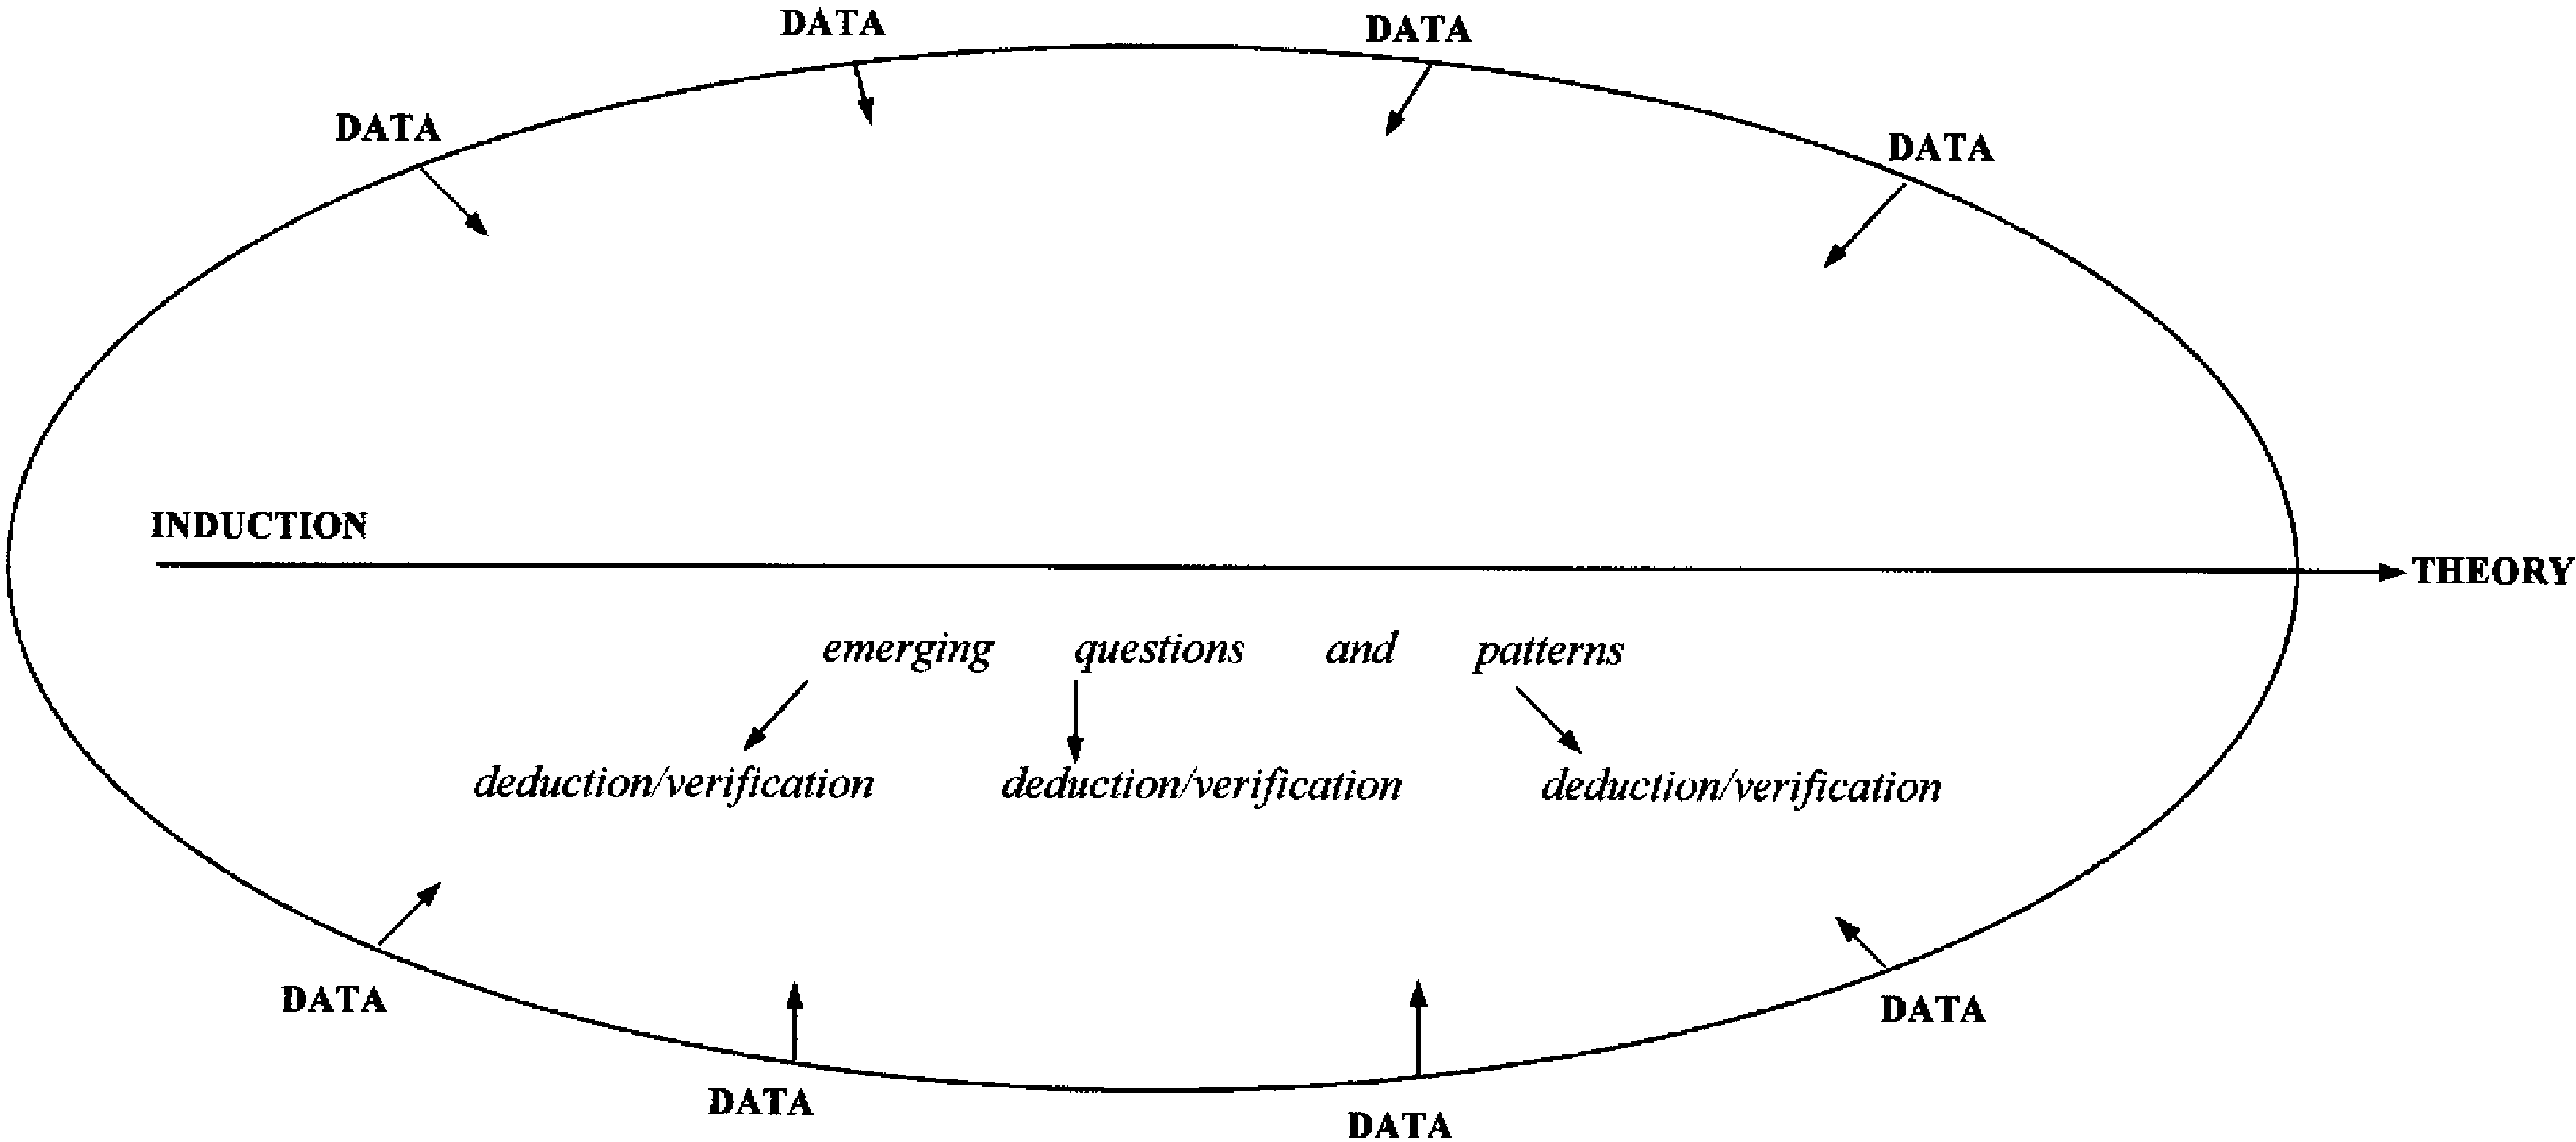 DATA
DATA
DATA
DATA
INDUCTION
THEORY
emerging questions and patterns
deduction/verification deduction/verification deduction/verification
DATA
DATA
DATA
DATA